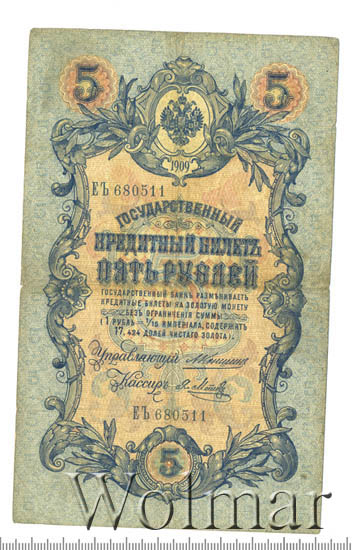 5 5
1909
ЕЪ 680511
ГОСУДАРСТВЕННЫЙ
КРЕДИТНЫЙ БИЛЕТЪ
ПЯТЬ РУБЛЕЙ
ГОСУДАРСТВЕННЫЙ БАНКЪ РАЗМѢНИВАЕТЪ
КРЕДИТНЫЕ БИЛЕТЫ НА ЗОЛОТУЮ МОНЕТУ
БЕЗЪ ОГРАНИЧЕНІЯ СУММЫ
(1 РУБЛЬ = 1/15 ИМПЕРІАЛА, СОДЕРЖИТЪ
17,424 ДОЛЕЙ ЧИСТАГО ЗОЛОТА).
Управляющій
Кассиръ
ЕЪ 680511
5
Wolmar